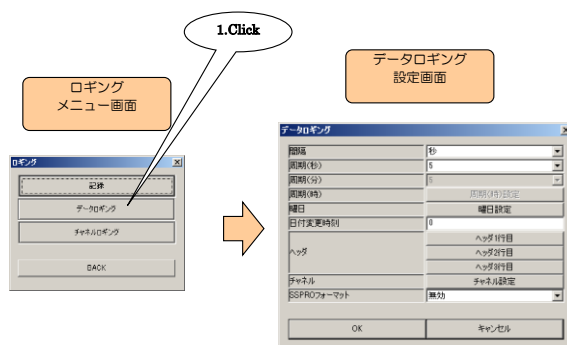 1.Click
ロギング
メニュー画面
データロギング
設定画面
ロギング
記録
データロギング
チャネルロギング
BACK
データロギング
間隔 秒
周期(秒) 5
周期(分) 5
周期(時) 周期(時)設定
曜日 曜日設定
日付変更時刻 0
ヘッダ
ヘッダ1行目
ヘッダ2行目
ヘッダ3行目
チャネル チャネル設定
SSPROフォーマット 無効
OK キャンセル